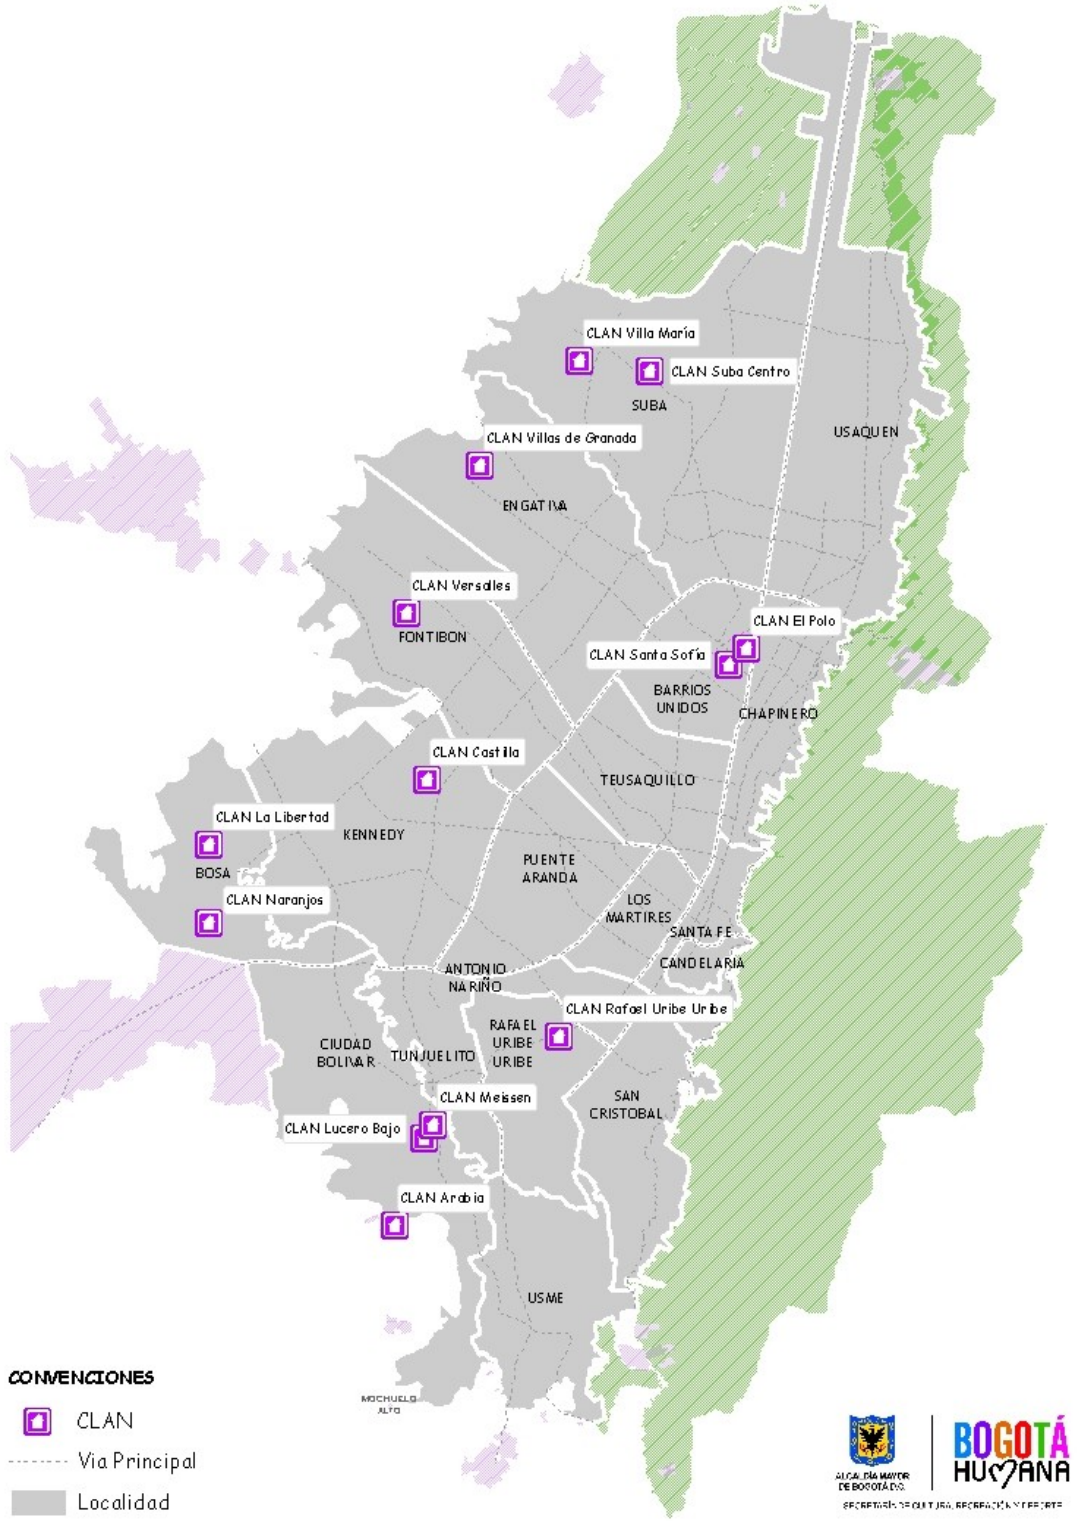 CLAN Villa María
CLAN Suba Centro
SUBA
USAQUEN
CLAN Villas de Granada
ENGATIVA
CLAN Versalles
FONTIBON
CLAN El Polo
CLAN Santa Sofía
BARRIOS
UNIDOS
CHAPINERO
CLAN Castilla
TEUSAQUILLO
CLAN La Libertad
KENNEDY
BOSA
PUENTE
ARANDA
CLAN Naranjos
LOS
MARTIRES
SANTA FE
CANDELARIA
ANTONIO
NARIÑO
CLAN Rafael Uribe Uribe
RAFAEL
URIBE
URIBE
CIUDAD
BOLIVAR
TUNJUELITO
CLAN Meissen
SAN
CRISTOBAL
CLAN Lucero Bajo
CLAN Arabia
USME
MOCHUELO
ALTO
CONVENCIONES
CLAN
Via Principal
Localidad
ALCALDÍA MAYOR
DE BOGOTÁ D.C.
BOGOTÁ
HUMANA
SECRETARÍA DE CULTURA, RECREACIÓN Y DEPORTE